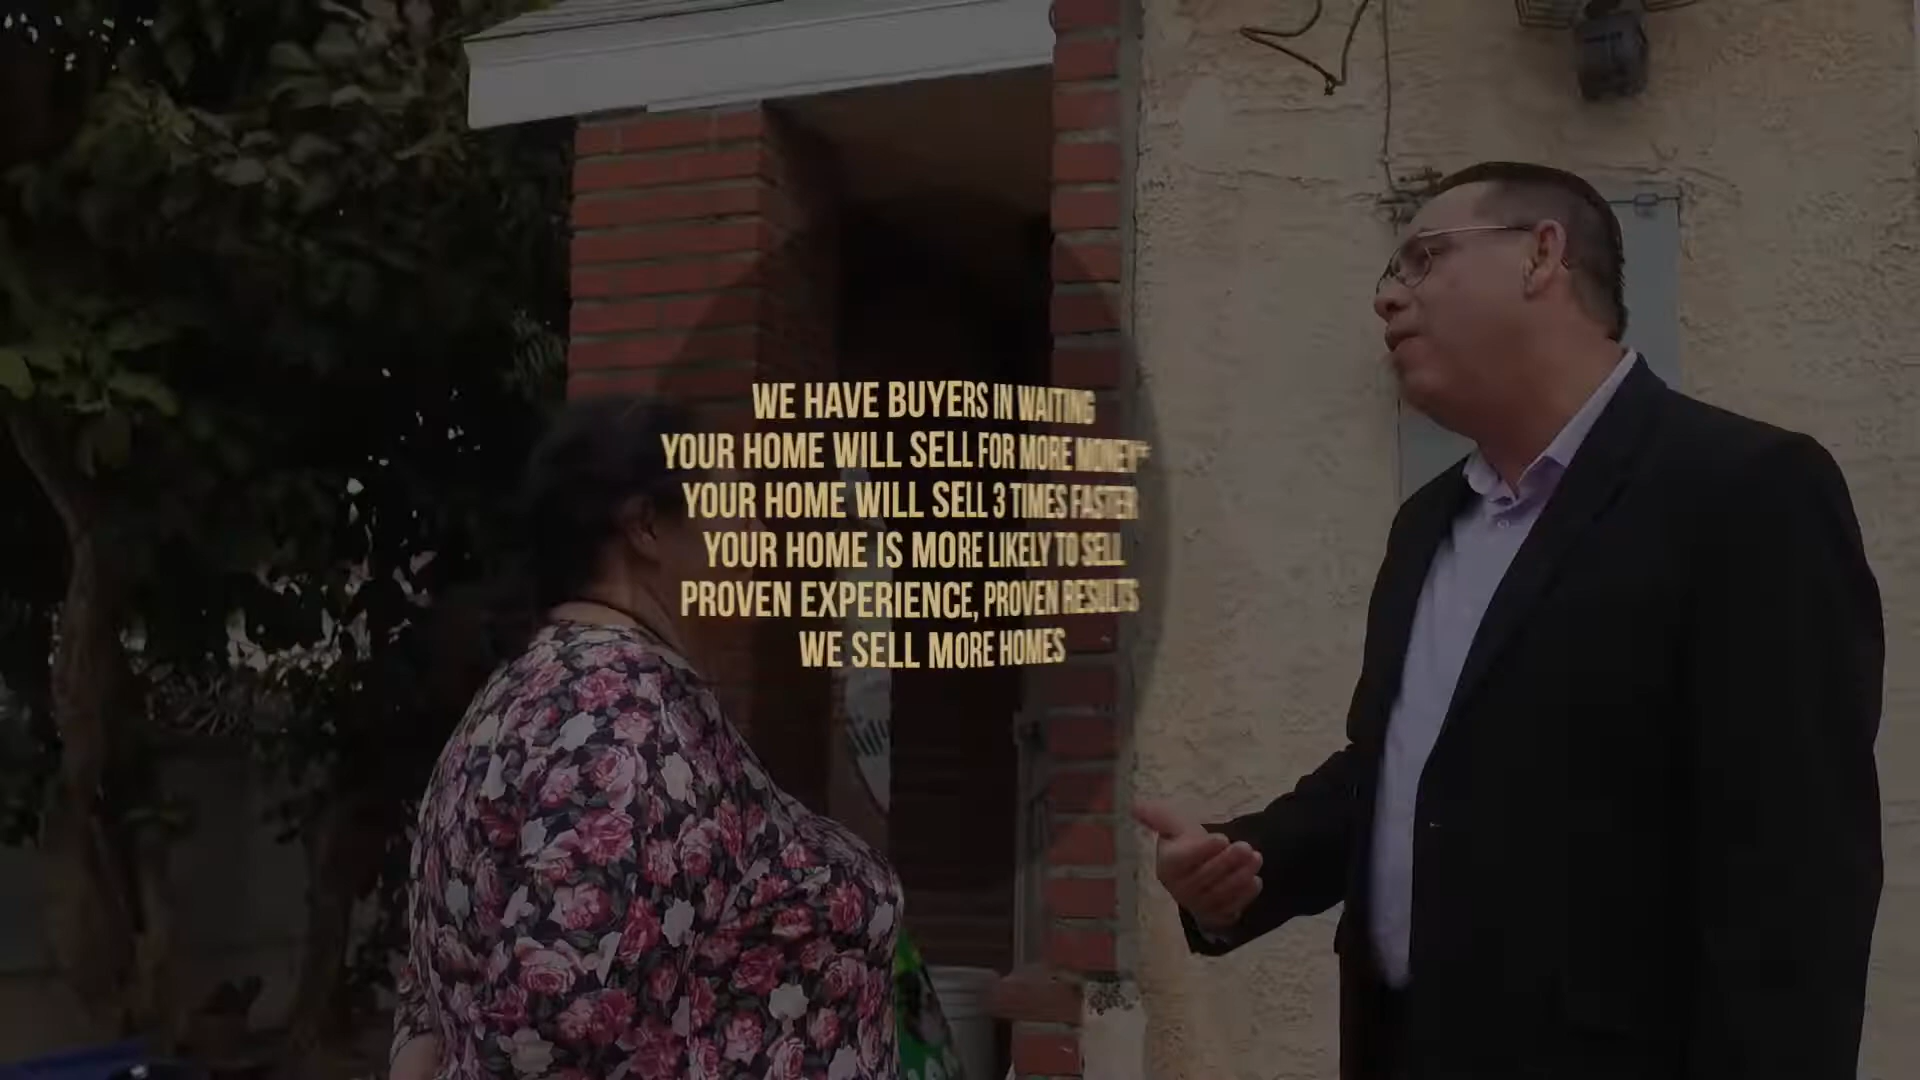 WE HAVE BUYERS IN WAITING
YOUR HOME WILL SELL FOR MORE MONEY*
YOUR HOME WILL SELL 3 TIMES FASTER
YOUR HOME IS MORE LIKELY TO SELL
PROVEN EXPERIENCE, PROVEN RESULTS
WE SELL MORE HOMES